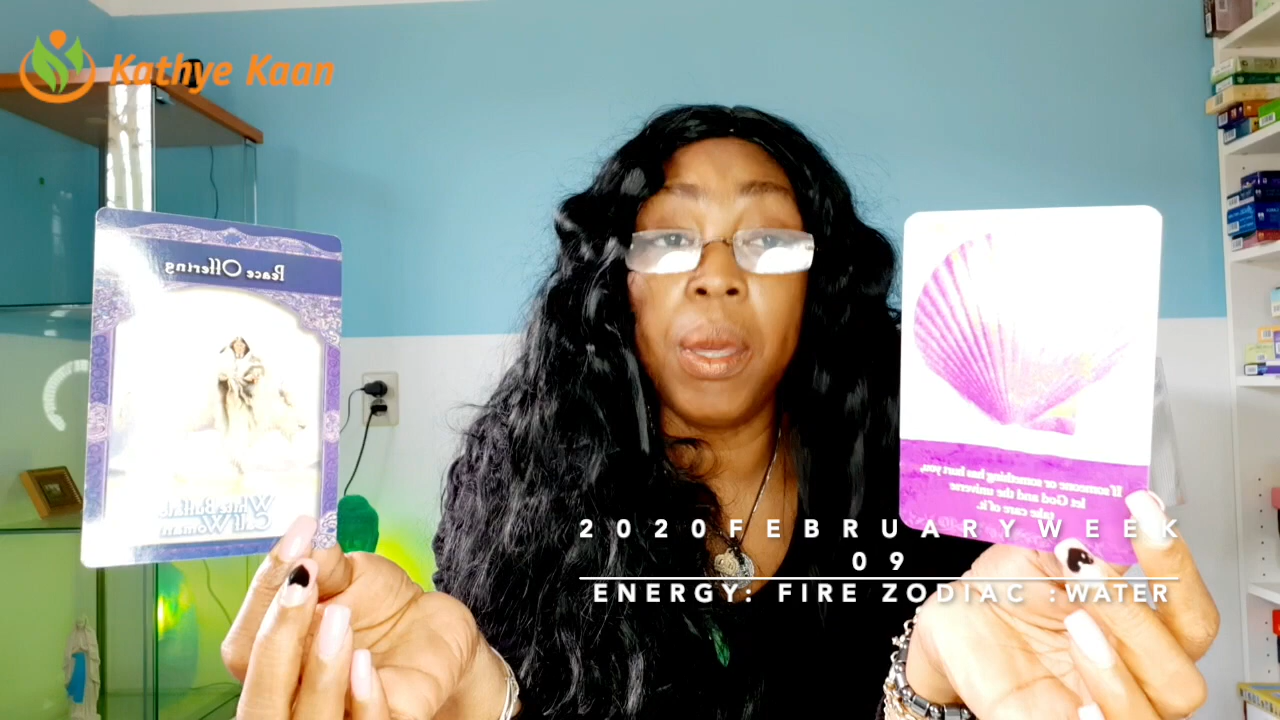 Kathye Kaan
Peace Offering
White Buffalo
Calf Woman
If someone or something has hurt you,
let God and the universe
take care of it.
2020FEBRUARYWEEK
09
ENERGY: FIRE ZODIAC :WATER